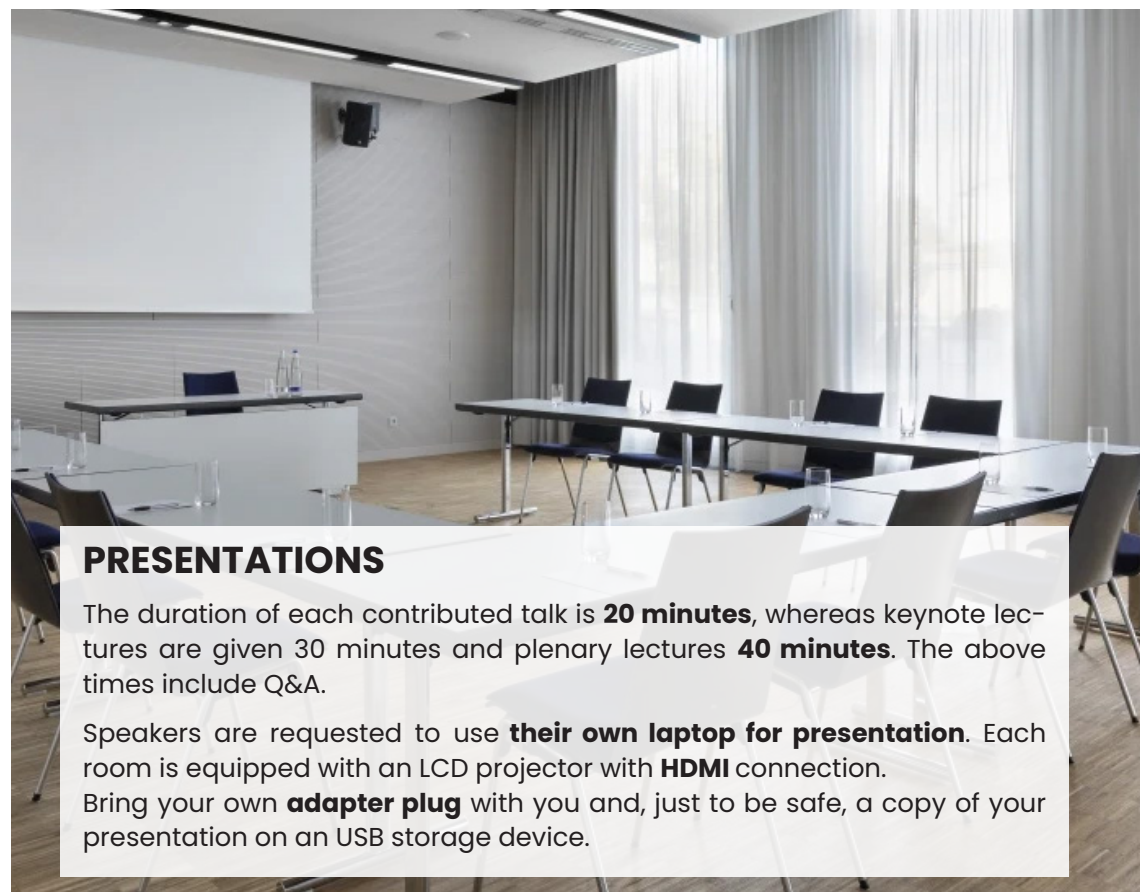 PRESENTATIONS
The duration of each contributed talk is 20 minutes, whereas keynote lec-
tures are given 30 minutes and plenary lectures 40 minutes. The above
times include Q&A.
Speakers are requested to use their own laptop for presentation. Each
room is equipped with an LCD projector with HDMI connection.
Bring your own adapter plug with you and, just to be safe, a copy of your
presentation on an USB storage device.